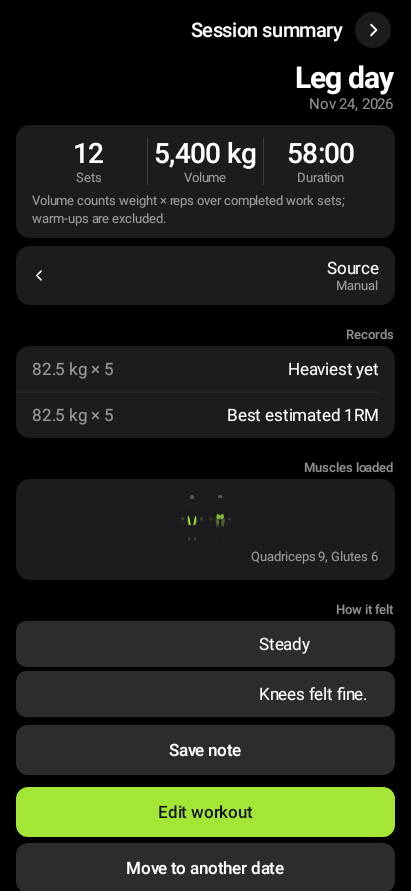 Session summary
Leg day
Nov 24, 2026
12
Sets
5,400 kg
Volume
58:00
Duration
Volume counts weight × reps over completed work sets;
warm-ups are excluded.
Source
Manual
Records
82.5 kg × 5 Heaviest yet
82.5 kg × 5 Best estimated 1RM
Muscles loaded
Quadriceps 9, Glutes 6
How it felt
Steady
Knees felt fine.
Save note
Edit workout
Move to another date